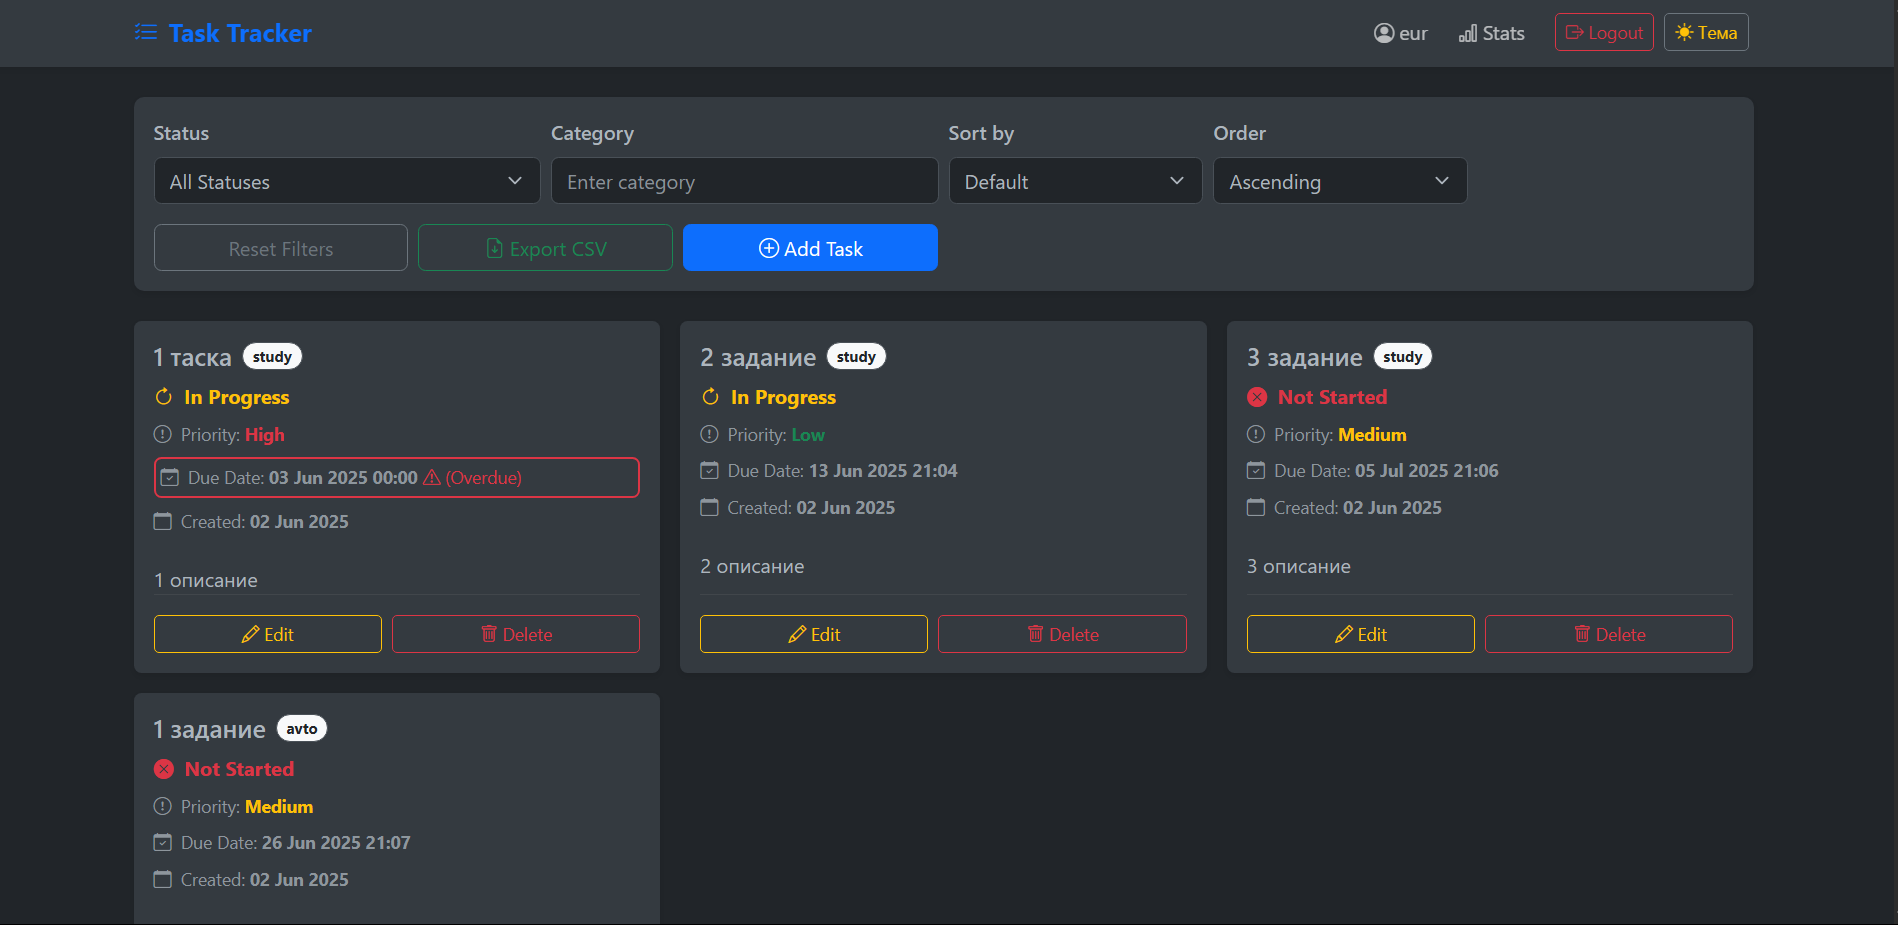 Task Tracker
eur
Stats
Logout
Тема
Status
Category
Sort by
Order
All Statuses
Enter category
Default
Ascending
Reset Filters
Export CSV
Add Task
1 таска study
In Progress
Priority: High
Due Date: 03 Jun 2025 00:00 (Overdue)
Created: 02 Jun 2025
1 описание
Edit
Delete
2 задание study
In Progress
Priority: Low
Due Date: 13 Jun 2025 21:04
Created: 02 Jun 2025
2 описание
Edit
Delete
3 задание study
Not Started
Priority: Medium
Due Date: 05 Jul 2025 21:06
Created: 02 Jun 2025
3 описание
Edit
Delete
1 задание avto
Not Started
Priority: Medium
Due Date: 26 Jun 2025 21:07
Created: 02 Jun 2025